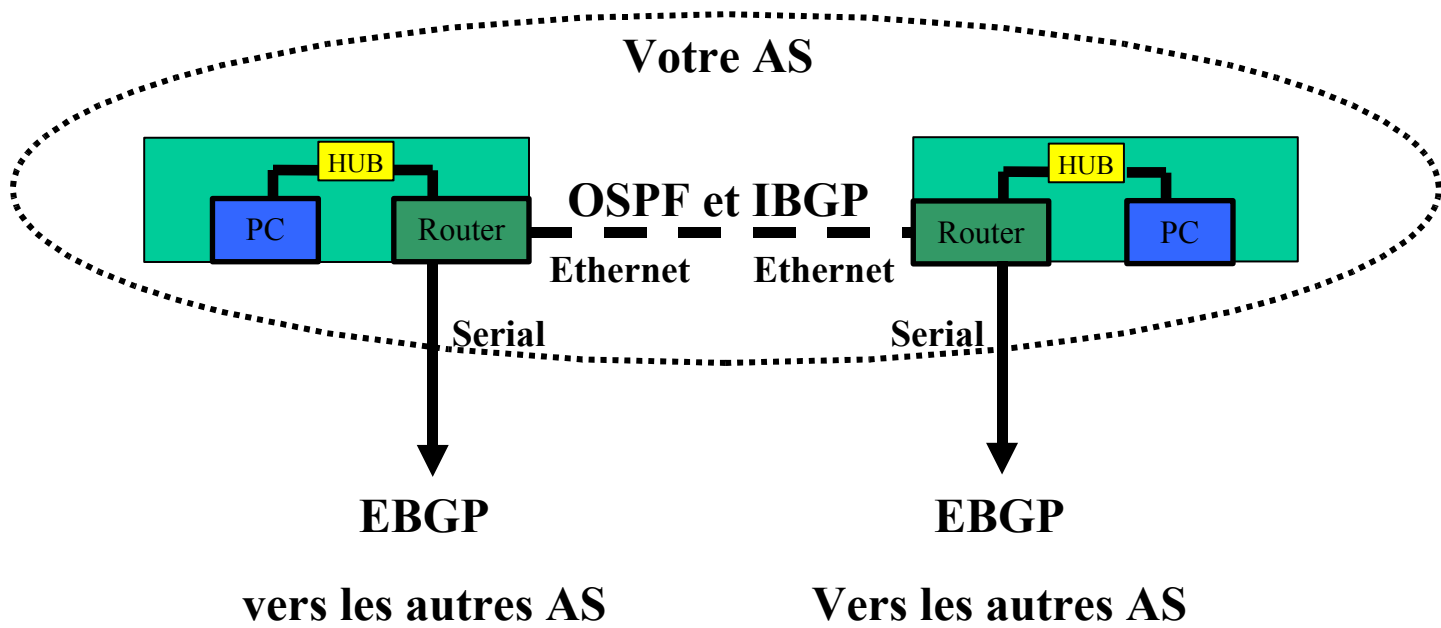 Votre AS
HUB
HUB
OSPF et IBGP
PC
Router
Router
PC
Ethernet
Ethernet
Serial
Serial
EBGP
EBGP
vers les autres AS
Vers les autres AS